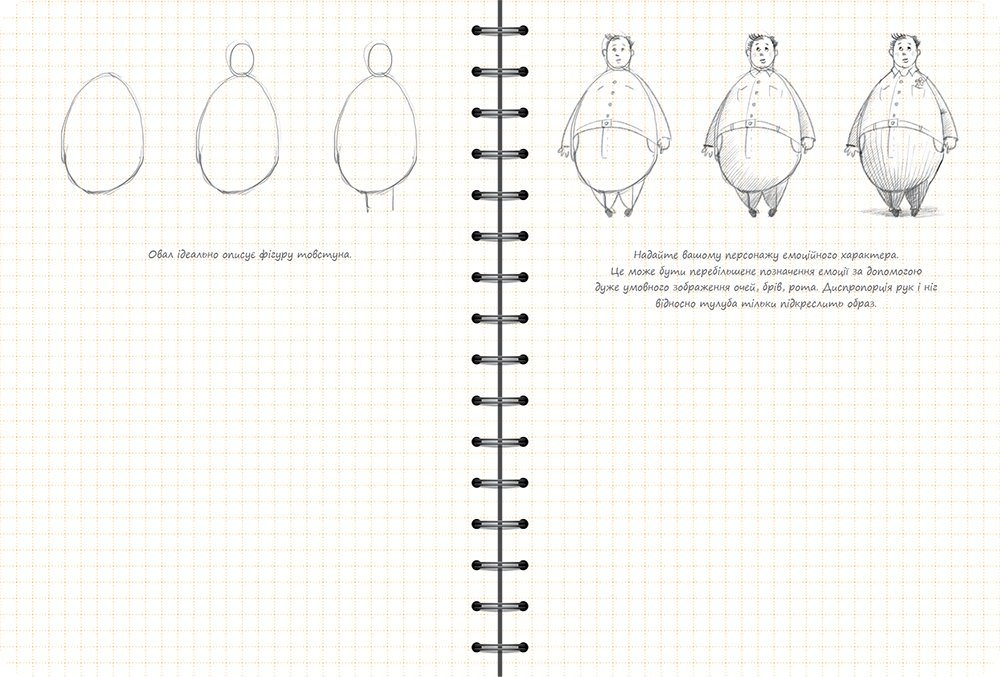 Овал ідеально описує фігуру товстуна.
Надайте вашому персонажу емоційного характера.
Це може бути перебільшене позначення емоції за допомогою
дуже умовного зображення очей, брів, рота. Диспропорція рук і ніг
відносно тулуба тільки підкреслить образ.